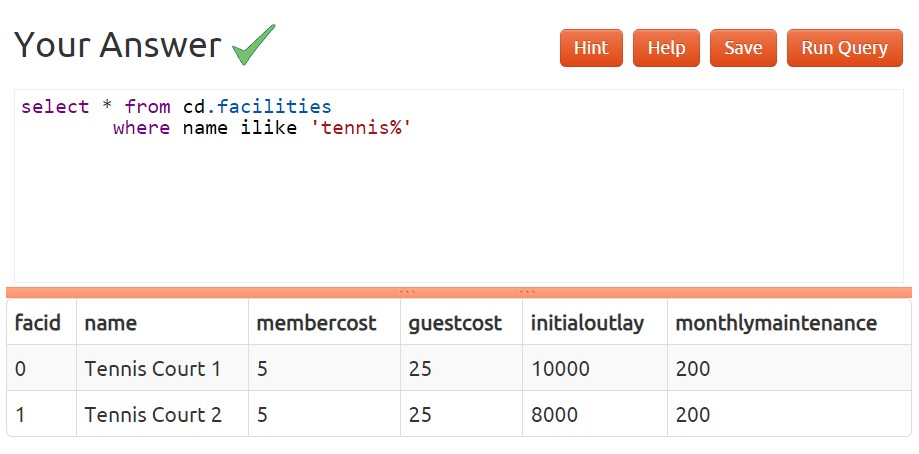 Your Answer
Hint Help Save Run Query
select * from cd.facilities
where name ilike 'tennis%'
facid name membercost guestcost initialoutlay monthlymaintenance
0 Tennis Court 1 5 25 10000 200
1 Tennis Court 2 5 25 8000 200